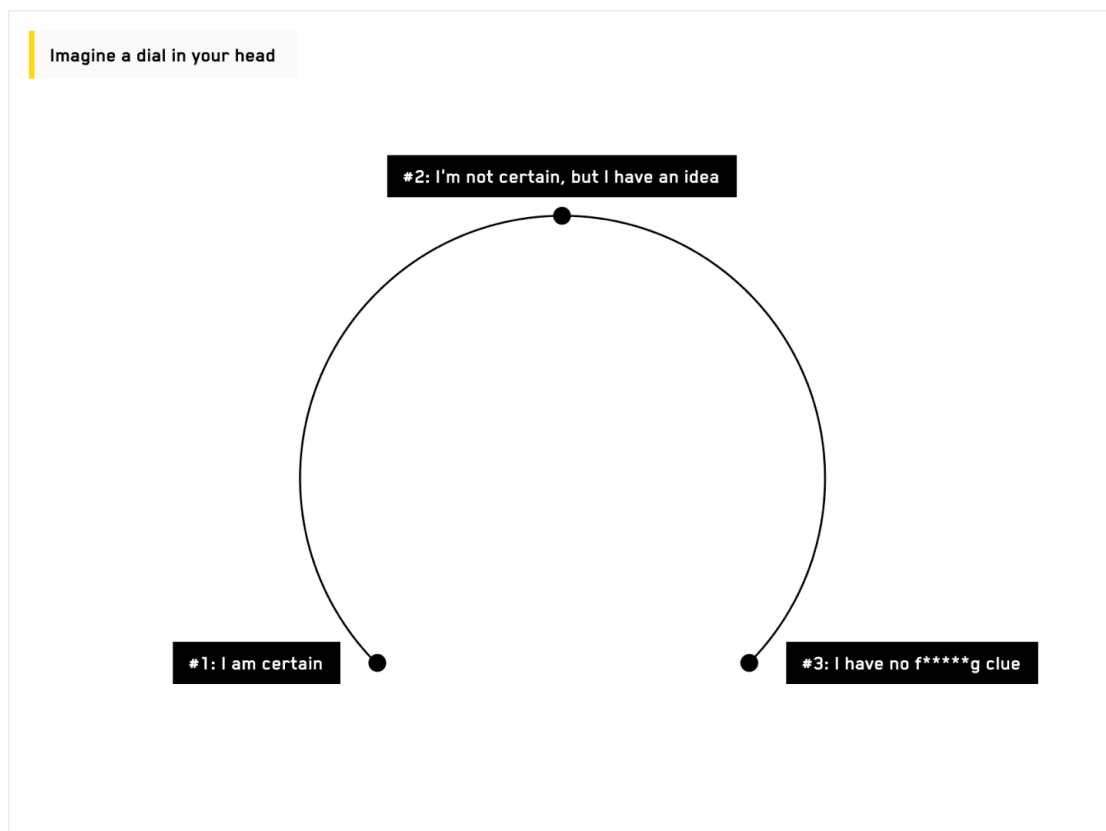 Imagine a dial in your head
#2: I'm not certain, but I have an idea
#1: I am certain
#3: I have no f*****g clue